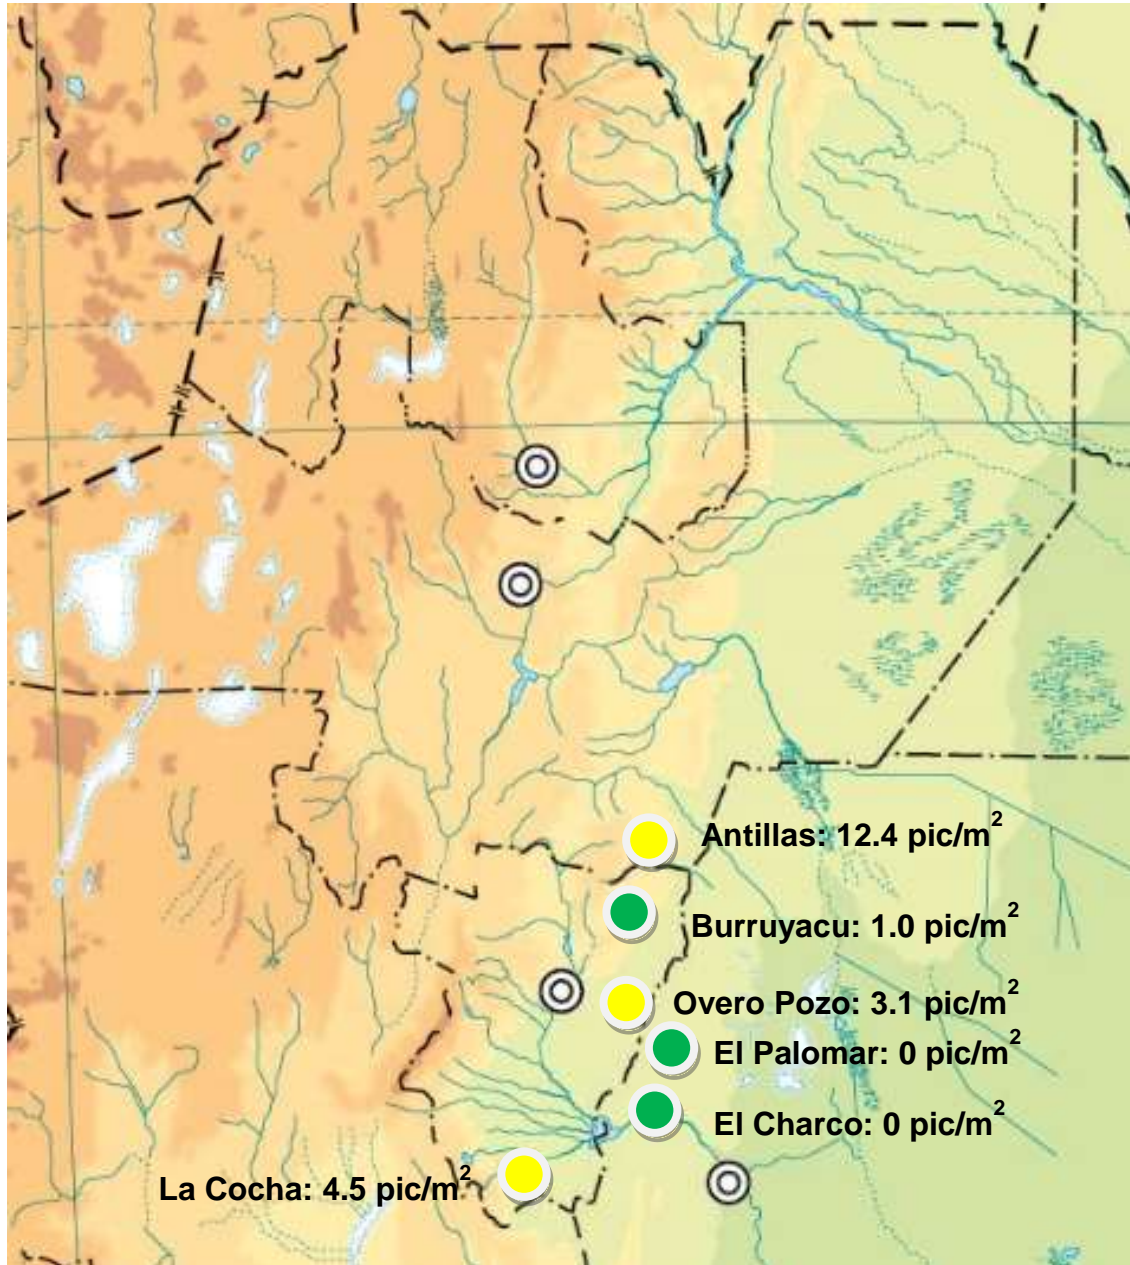 Antillas: 12.4 pic/m²
Burruyacu: 1.0 pic/m²
Overo Pozo: 3.1 pic/m²
El Palomar: 0 pic/m²
El Charco: 0 pic/m²
La Cocha: 4.5 pic/m²